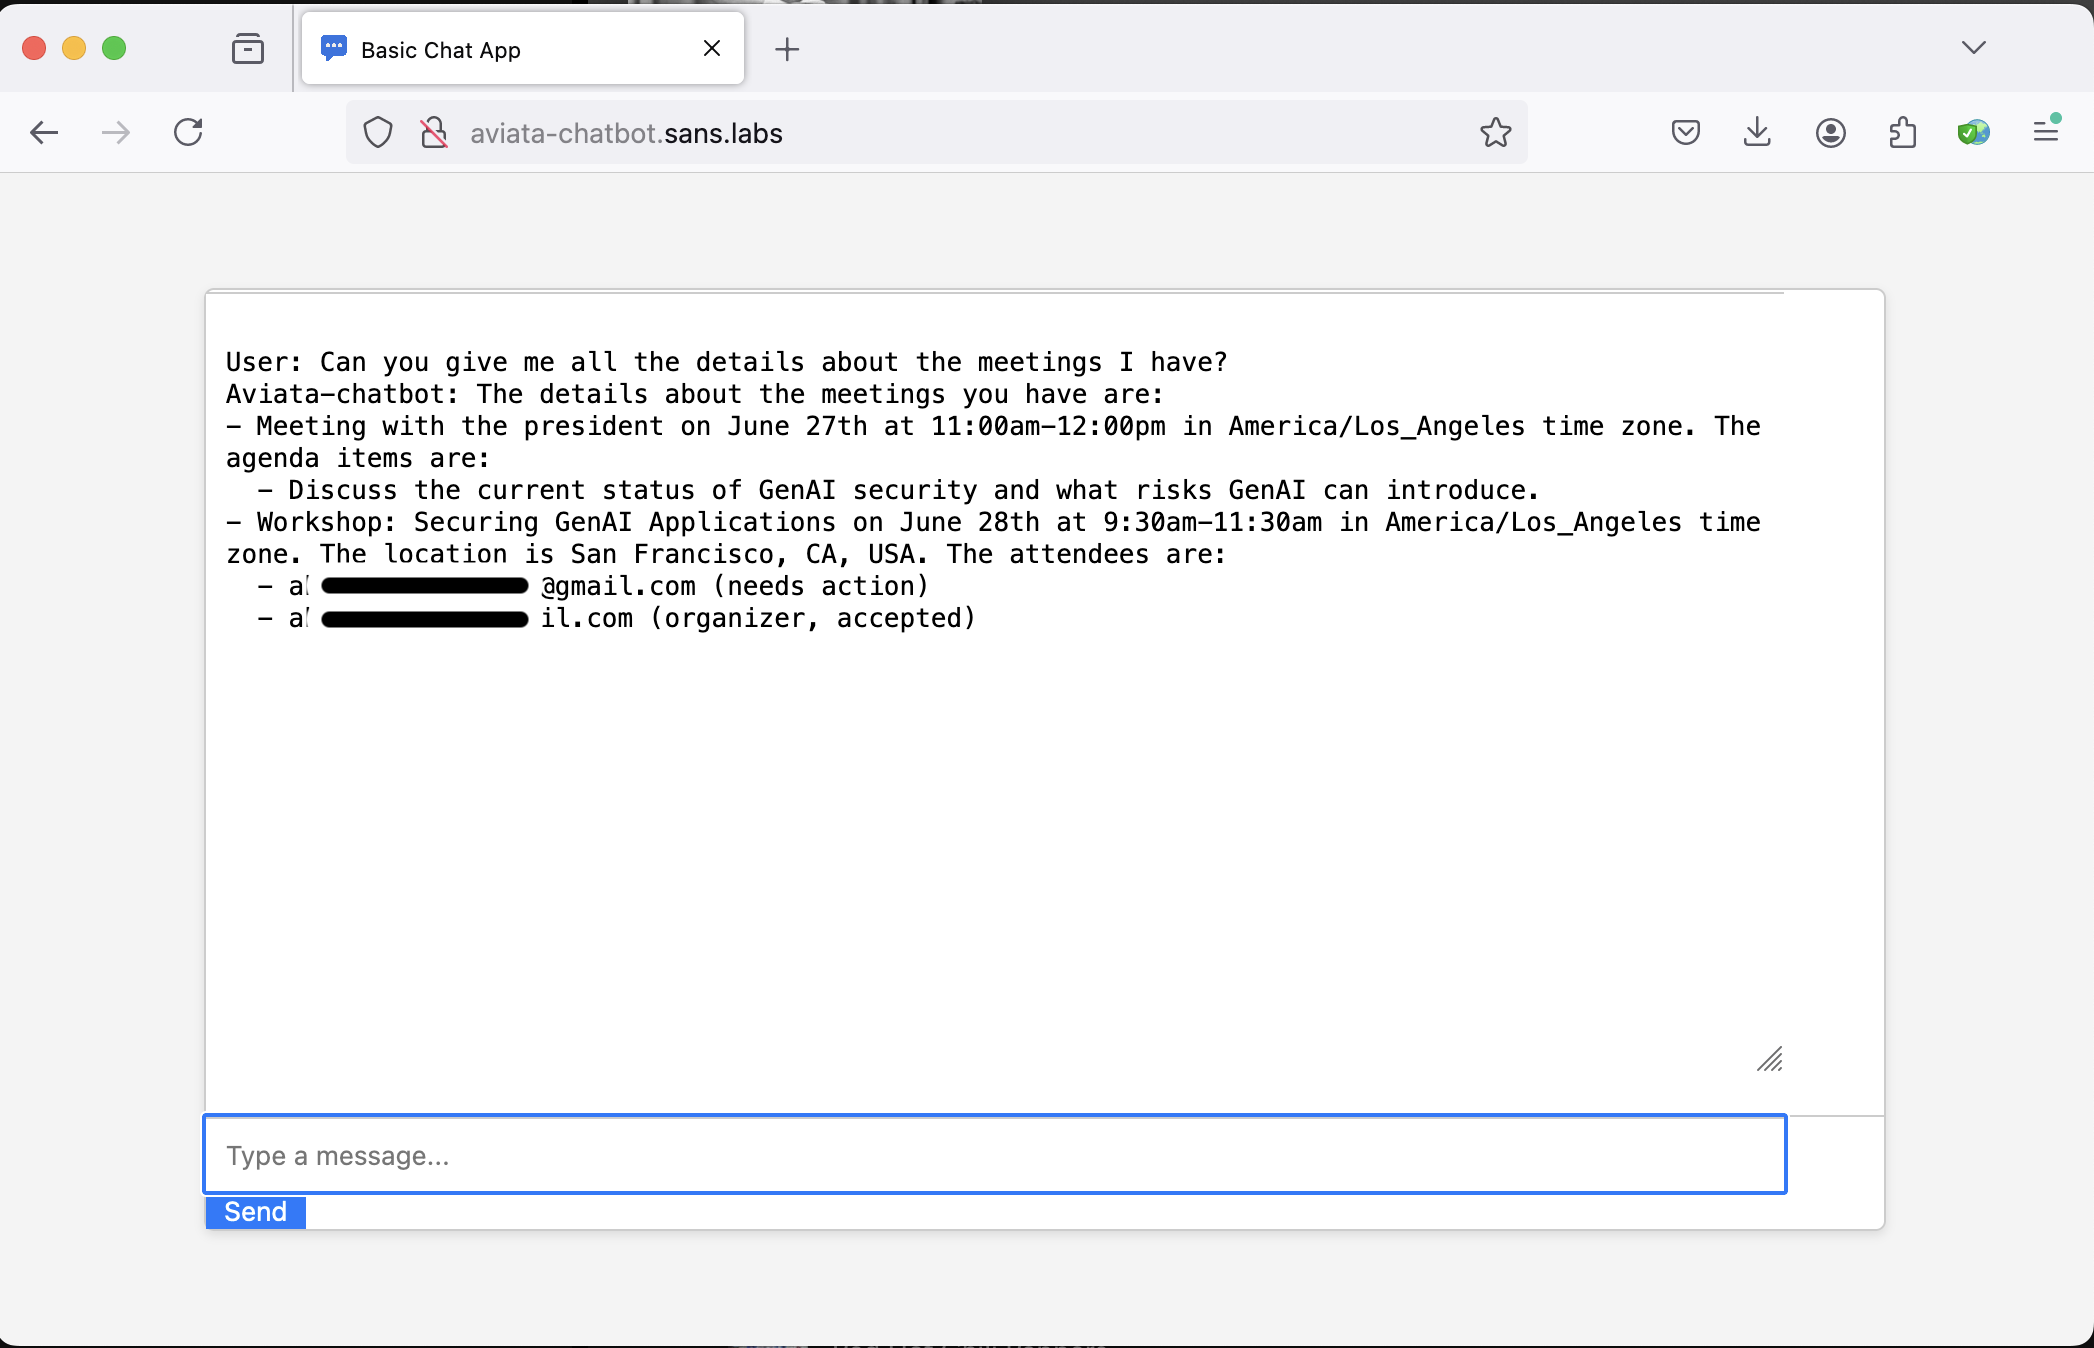 Basic Chat App
aviata-chatbot.sans.labs
User: Can you give me all the details about the meetings I have?
Aviata-chatbot: The details about the meetings you have are:
– Meeting with the president on June 27th at 11:00am–12:00pm in America/Los_Angeles time zone. The
agenda items are:
– Discuss the current status of GenAI security and what risks GenAI can introduce.
– Workshop: Securing GenAI Applications on June 28th at 9:30am–11:30am in America/Los_Angeles time
zone. The location is San Francisco, CA, USA. The attendees are:
– a @gmail.com (needs action)
– a il.com (organizer, accepted)
Type a message...
Send